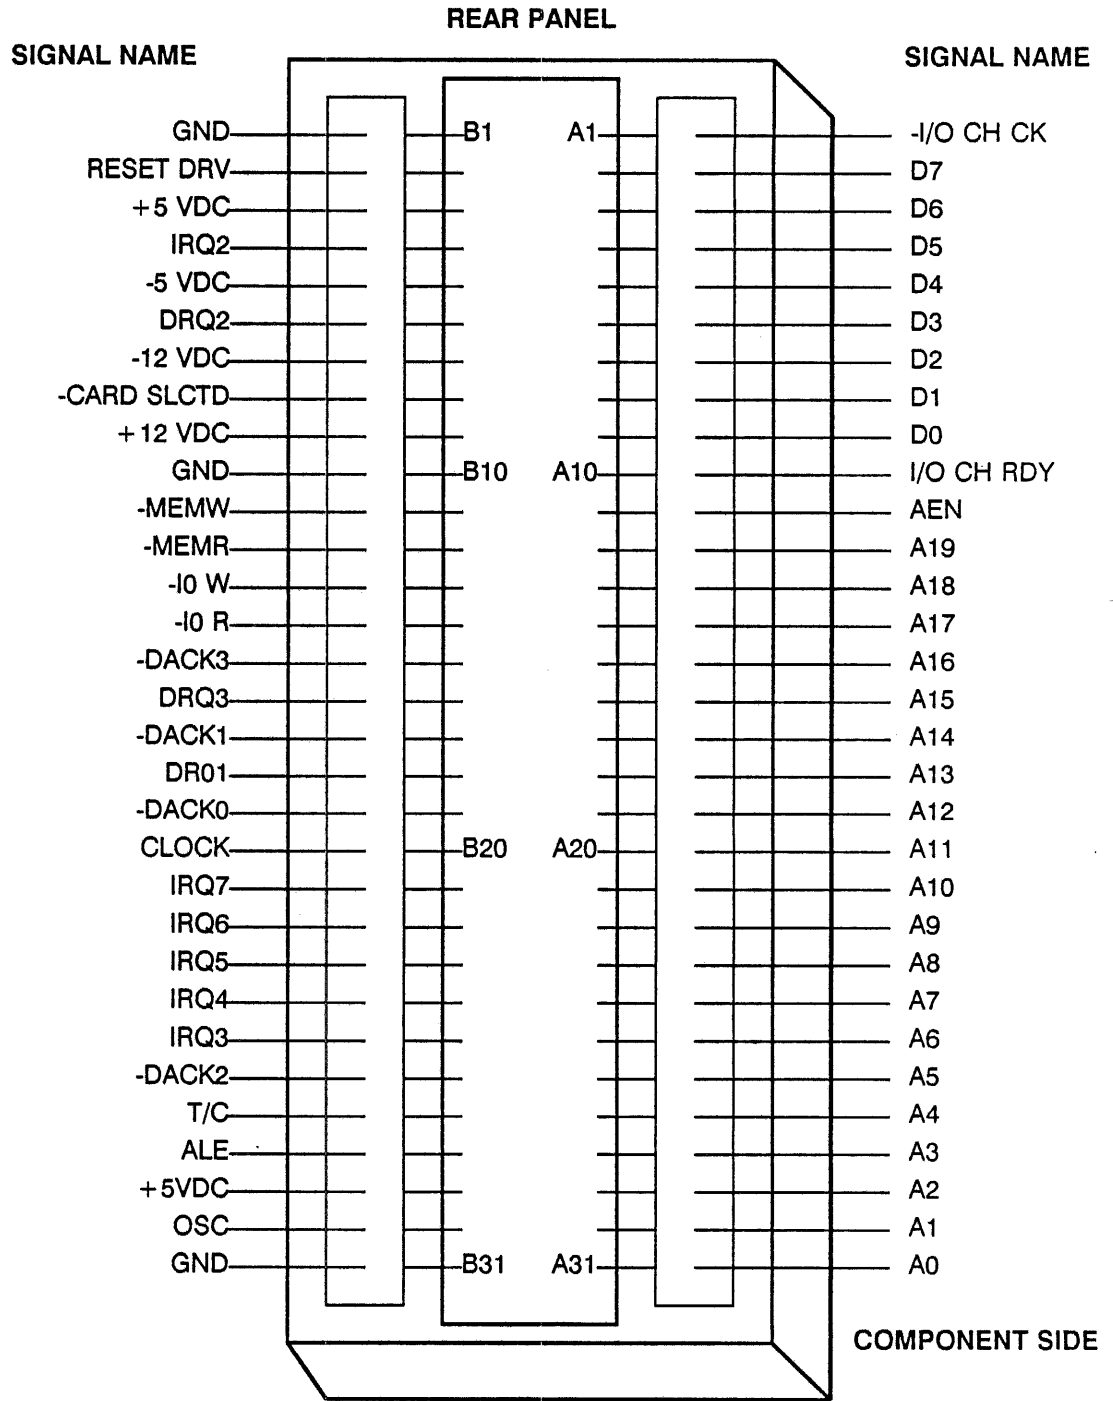 REAR PANEL
SIGNAL NAME SIGNAL NAME
GND B1 A1 -I/O CH CK
RESET DRV D7
+5 VDC D6
IRQ2 D5
-5 VDC D4
DRQ2 D3
-12 VDC D2
-CARD SLCTD D1
+12 VDC D0
GND B10 A10 I/O CH RDY
-MEMW AEN
-MEMR A19
-I0 W A18
-I0 R A17
-DACK3 A16
DRQ3 A15
-DACK1 A14
DR01 A13
-DACK0 A12
CLOCK B20 A20 A11
IRQ7 A10
IRQ6 A9
IRQ5 A8
IRQ4 A7
IRQ3 A6
-DACK2 A5
T/C A4
ALE A3
+5VDC A2
OSC A1
GND B31 A31 A0
COMPONENT SIDE